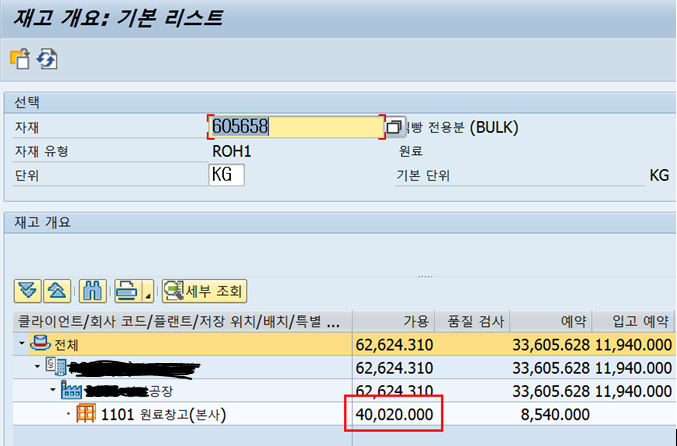 재고 개요: 기본 리스트
선택
자재 605658 전용분 (BULK)
자재 유형 ROH1 원료
단위 KG 기본 단위 KG
재고 개요
세부 조회
클라이언트/회사 코드/플랜트/저장 위치/배치/특별 ... 가용 품질 검사 예약 입고 예약
전체 62,624.310 33,605.628 11,940.000
62,624.310 33,605.628 11,940.000
공장 62,624.310 33,605.628 11,940.000
1101 원료창고(본사) 40,020.000 8,540.000